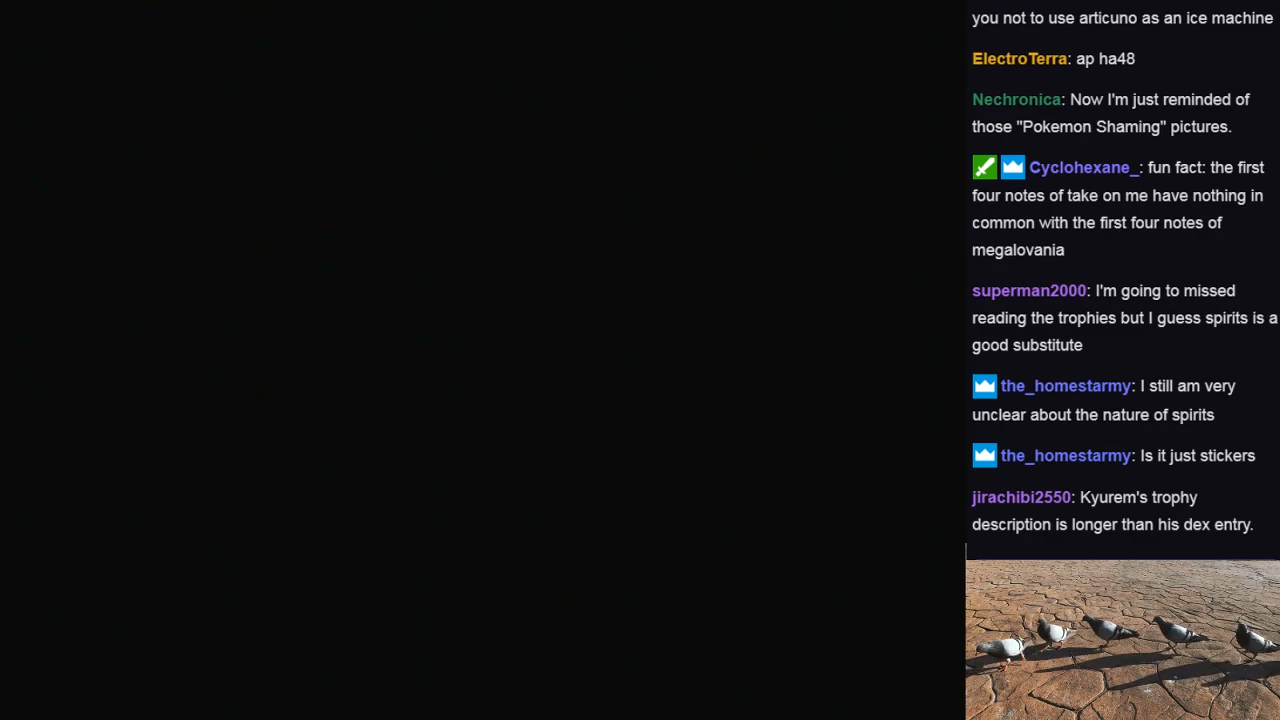 you not to use articuno as an ice machine
ElectroTerra: ap ha48
Nechronica: Now I'm just reminded of
those "Pokemon Shaming" pictures.
Cyclohexane_: fun fact: the first
four notes of take on me have nothing in
common with the first four notes of
megalovania
superman2000: I'm going to missed
reading the trophies but I guess spirits is a
good substitute
the_homestarmy: I still am very
unclear about the nature of spirits
the_homestarmy: Is it just stickers
jirachibi2550: Kyurem's trophy
description is longer than his dex entry.